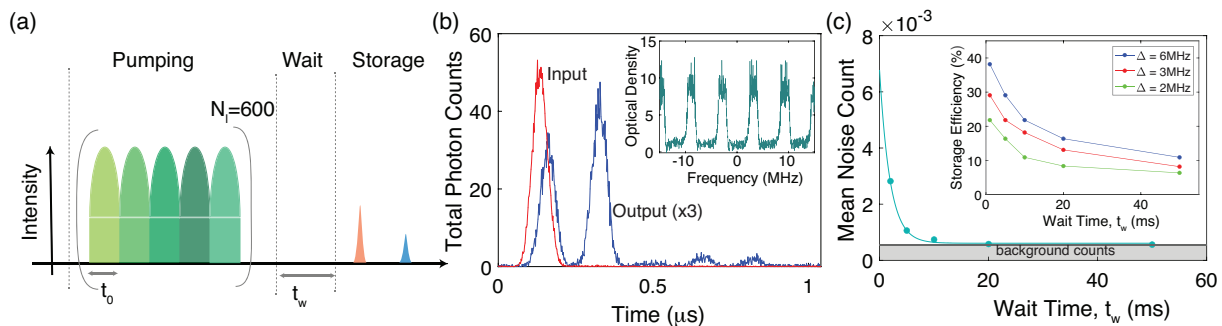 (a)
Pumping
Wait
Storage
N_l=600
Intensity
t_0
t_w
(b)
Total Photon Counts
60
40
20
0
Input
Output (x3)
0
0.5
1
Time (μs)
Optical Density
15
10
5
0
-10
0
10
Frequency (MHz)
(c)
×10⁻³
Mean Noise Count
8
6
4
2
0
background counts
0
20
40
60
Wait Time, t_w (ms)
Storage Efficiency (%)
40
30
20
10
0
Δ = 6MHz
Δ = 3MHz
Δ = 2MHz
0
20
40
Wait Time, t_w (ms)